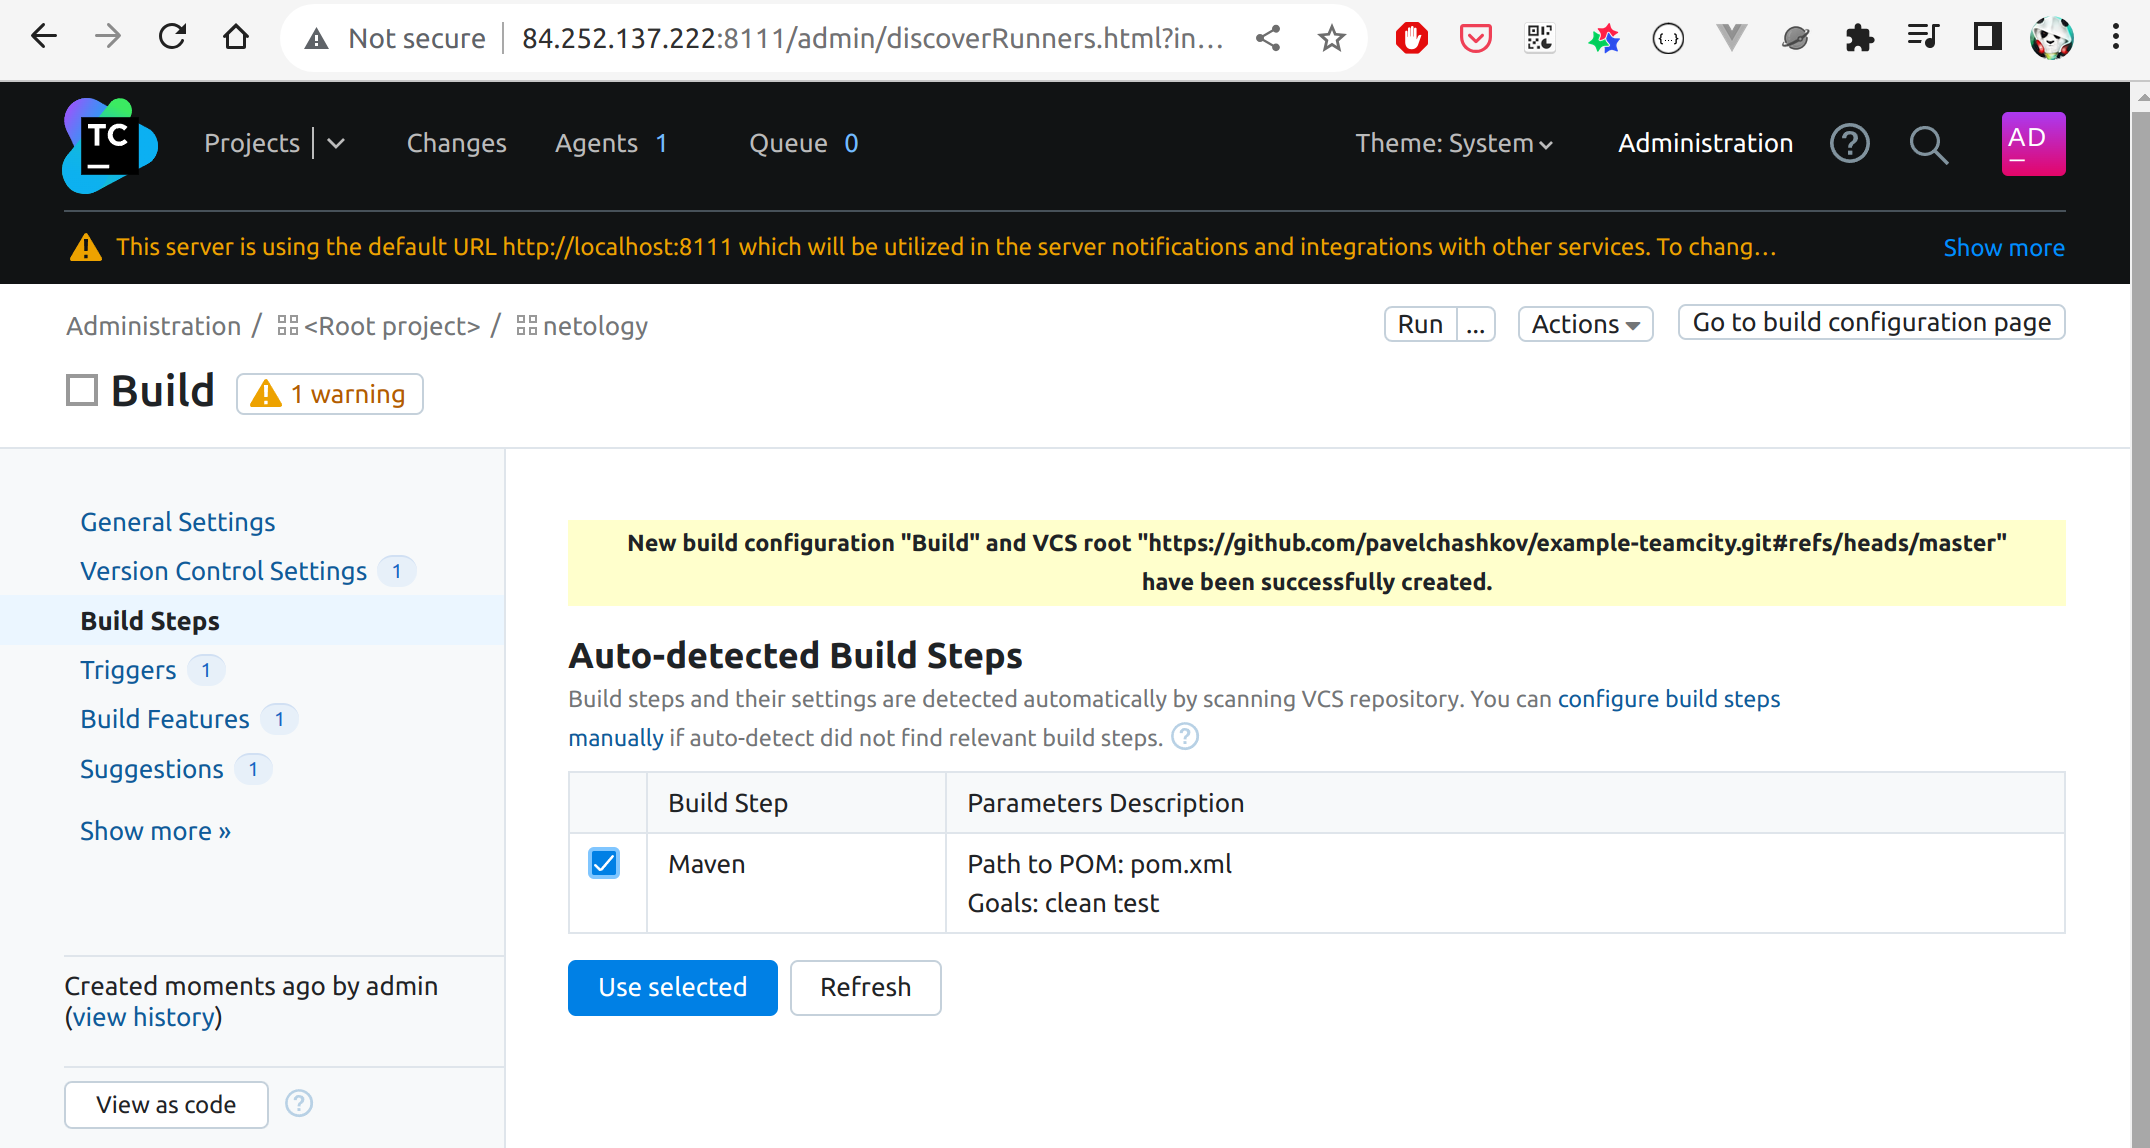 Not secure 84.252.137.222:8111/admin/discoverRunners.html?in...
TC
Projects Changes Agents 1 Queue 0 Theme: System Administration AD
This server is using the default URL http://localhost:8111 which will be utilized in the server notifications and integrations with other services. To chang... Show more
Administration / <Root project> / netology Run ... Actions Go to build configuration page
Build 1 warning
General Settings
Version Control Settings 1
Build Steps
Triggers 1
Build Features 1
Suggestions 1
Show more »
Created moments ago by admin
(view history)
View as code ?
New build configuration "Build" and VCS root "https://github.com/pavelchashkov/example-teamcity.git#refs/heads/master"
have been successfully created.
Auto-detected Build Steps
Build steps and their settings are detected automatically by scanning VCS repository. You can configure build steps
manually if auto-detect did not find relevant build steps. ?
Build Step Parameters Description
Maven Path to POM: pom.xml
Goals: clean test
Use selected Refresh